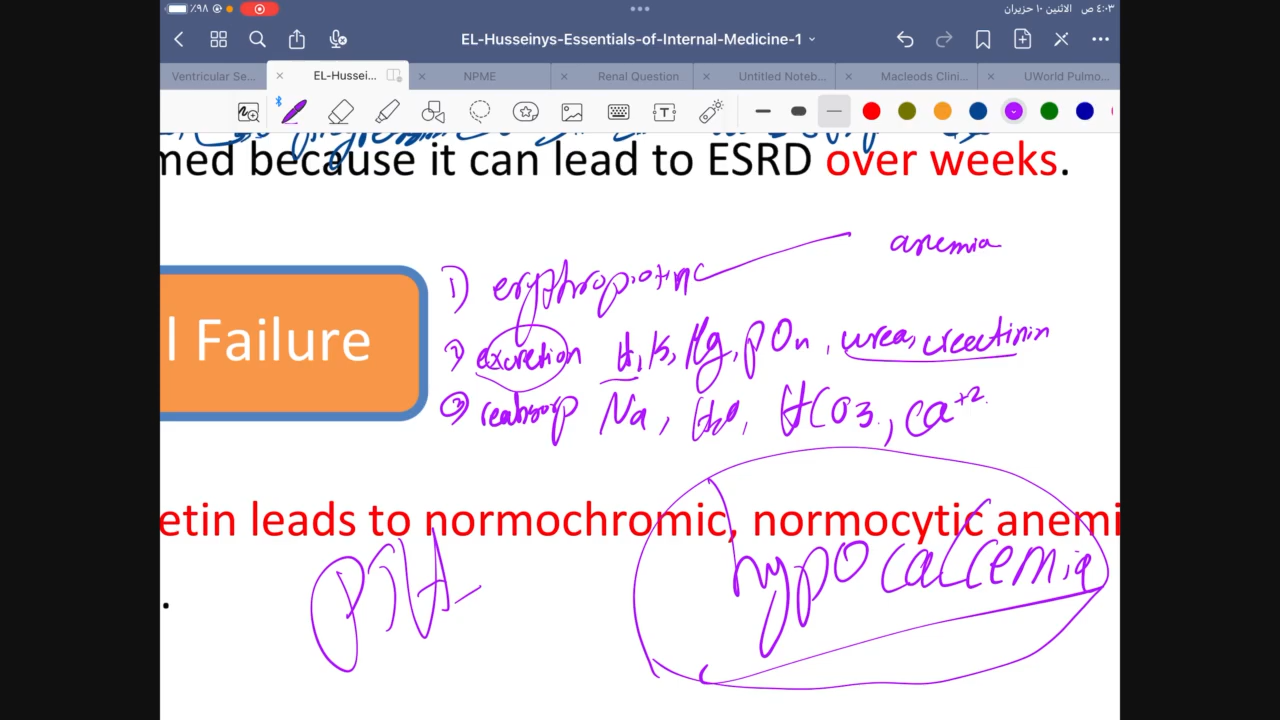 ٪٩٨ الاثنين ١٠ حزيران ٤:٠٣ ص
EL-Husseinys-Essentials-of-Internal-Medicine-1
Ventricular Se... EL-Hussei... NPME Renal Question Untitled Noteb... Macleods Clini... UWorld Pulmo...
med because it can lead to ESRD over weeks.
anemia
1) erythropiotin
l Failure
2) excretion H, K, Mg, PO4, urea, creatinin
3) reabsorp Na, H2O, HCO3, Ca+2
etin leads to normochromic, normocytic anemi
PTH
hypocalcemia
.